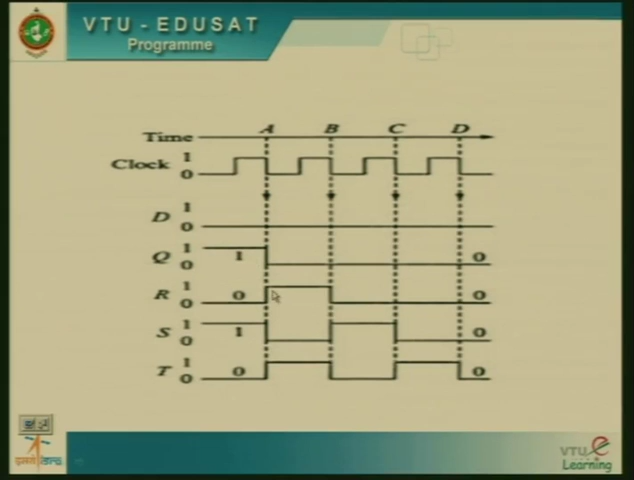 VTU - EDUSAT
Programme
Time A B C D
Clock 1 0
D 1 0
Q 1 0 1 0
R 1 0 0 0
S 1 0 1 0
T 1 0 0 0
VTU e
Learning